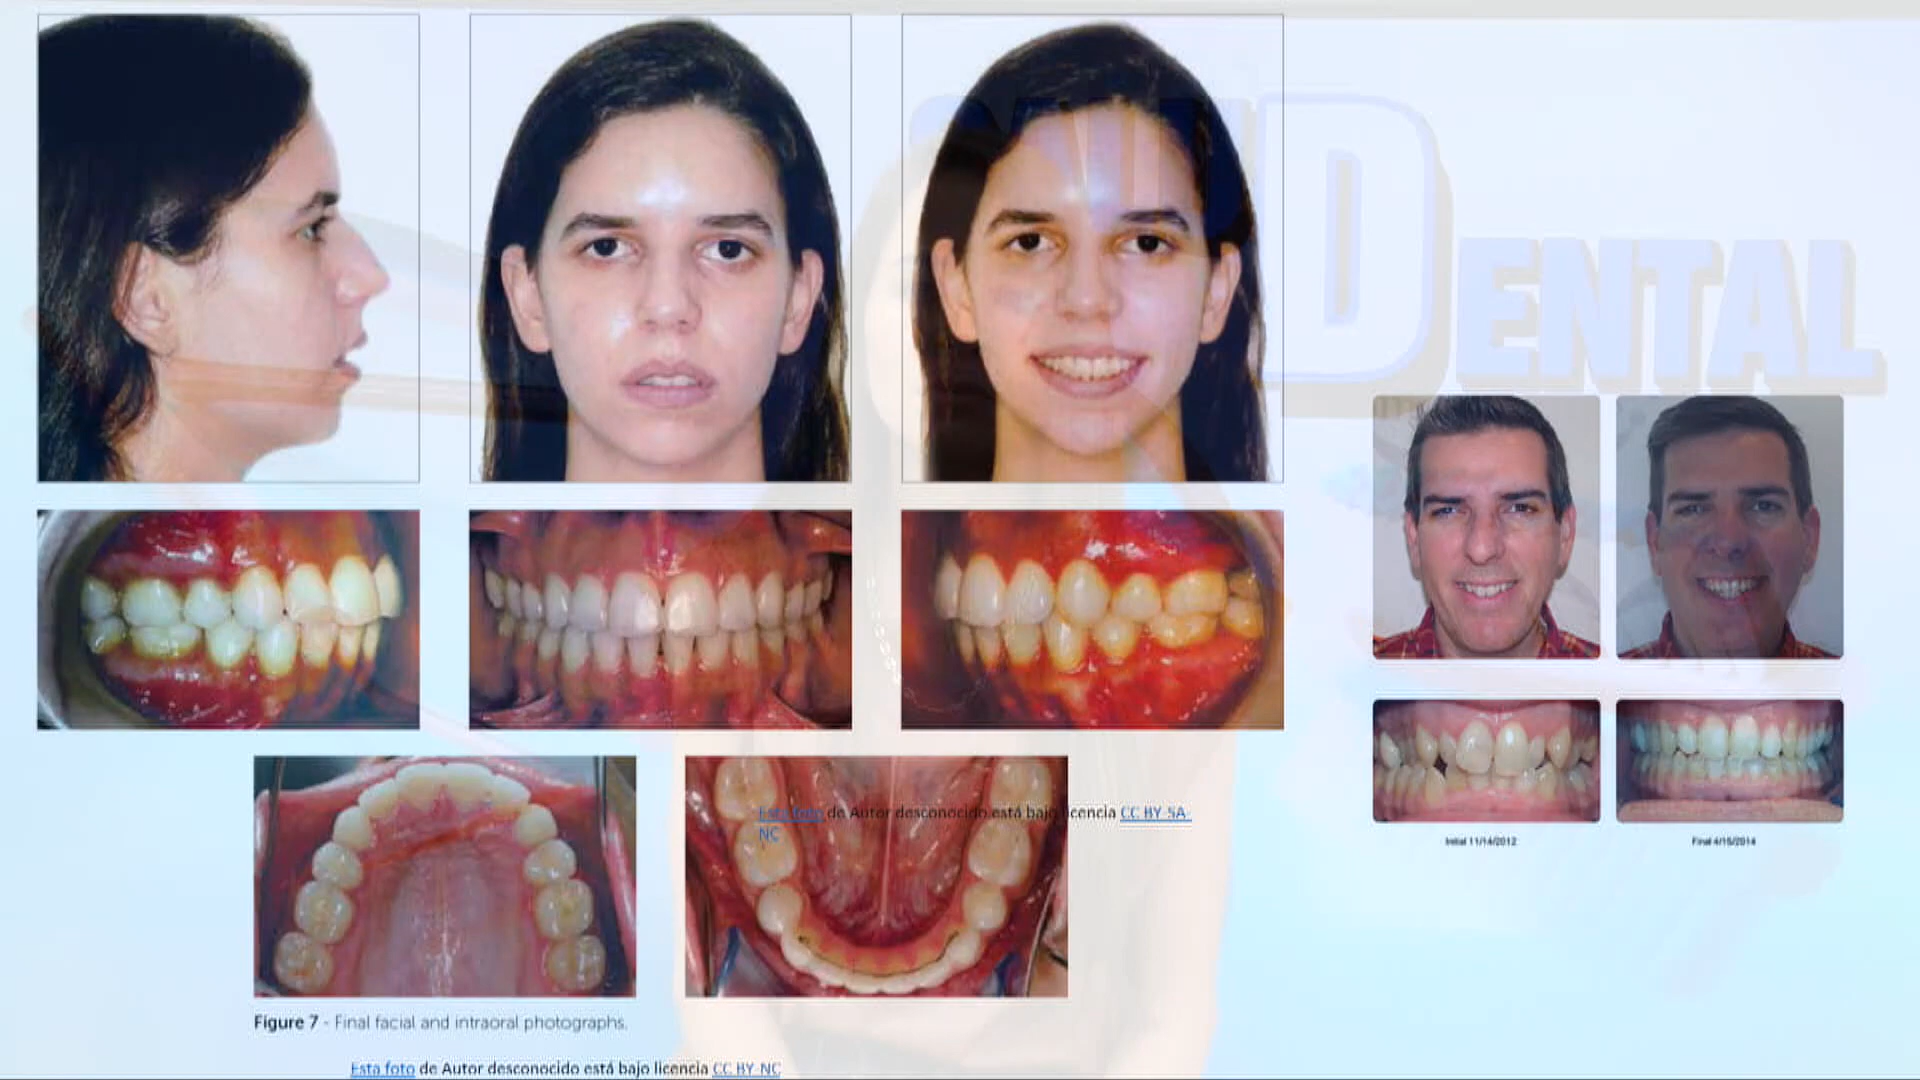 DENTAL
Esta foto de Autor desconocido está bajo licencia CC BY-SA-
NC
Initial 11/14/2012
Final 4/15/2014
Figure 7 - Final facial and intraoral photographs.
Esta foto de Autor desconocido está bajo licencia CC BY-NC